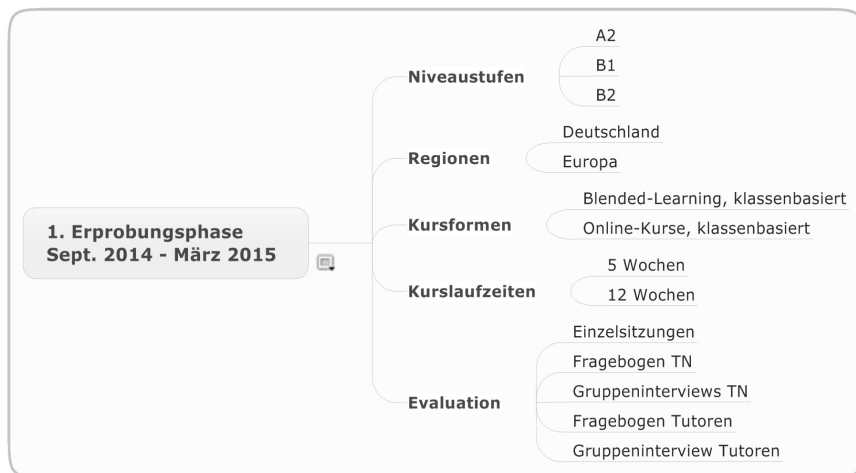 1. Erprobungsphase
Sept. 2014 - März 2015
Niveaustufen
A2
B1
B2
Regionen
Deutschland
Europa
Kursformen
Blended-Learning, klassenbasiert
Online-Kurse, klassenbasiert
Kurslaufzeiten
5 Wochen
12 Wochen
Evaluation
Einzelsitzungen
Fragebogen TN
Gruppeninterviews TN
Fragebogen Tutoren
Gruppeninterview Tutoren